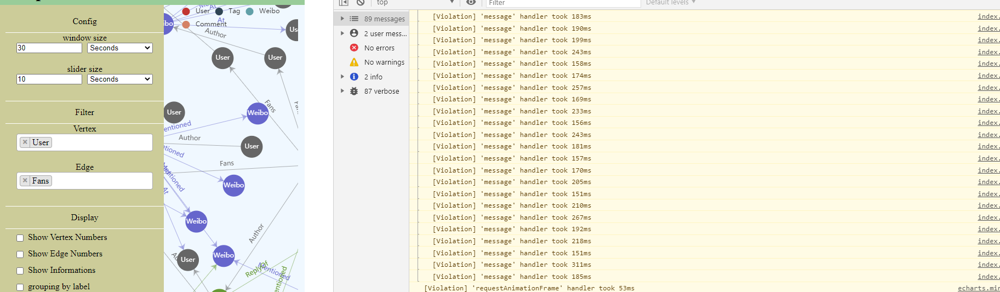 Config
window size
30 Seconds
slider size
10 Seconds
Filter
Vertex
× User
Edge
× Fans
Display
Show Vertex Numbers
Show Edge Numbers
Show Informations
grouping by label
User Tag Weibo
Comment
At
At
Author
User
User
Fans
User
Weibo
Author
User
Fans
Weibo
At
Weibo
Author
User
Weibo
ReplyOf
Mentioned
top
Filter
Default levels
89 messages
2 user mess...
No errors
No warnings
2 info
87 verbose
[Violation] 'message' handler took 183ms index.
[Violation] 'message' handler took 190ms index.
[Violation] 'message' handler took 199ms index.
[Violation] 'message' handler took 243ms index.
[Violation] 'message' handler took 158ms index.
[Violation] 'message' handler took 174ms index.
[Violation] 'message' handler took 257ms index.
[Violation] 'message' handler took 169ms index.
[Violation] 'message' handler took 233ms index.
[Violation] 'message' handler took 156ms index.
[Violation] 'message' handler took 243ms index.
[Violation] 'message' handler took 181ms index.
[Violation] 'message' handler took 157ms index.
[Violation] 'message' handler took 170ms index.
[Violation] 'message' handler took 205ms index.
[Violation] 'message' handler took 151ms index.
[Violation] 'message' handler took 210ms index.
[Violation] 'message' handler took 267ms index.
[Violation] 'message' handler took 192ms index.
[Violation] 'message' handler took 218ms index.
[Violation] 'message' handler took 151ms index.
[Violation] 'message' handler took 311ms index.
[Violation] 'message' handler took 185ms index.
[Violation] 'requestAnimationFrame' handler took 53ms echarts.min